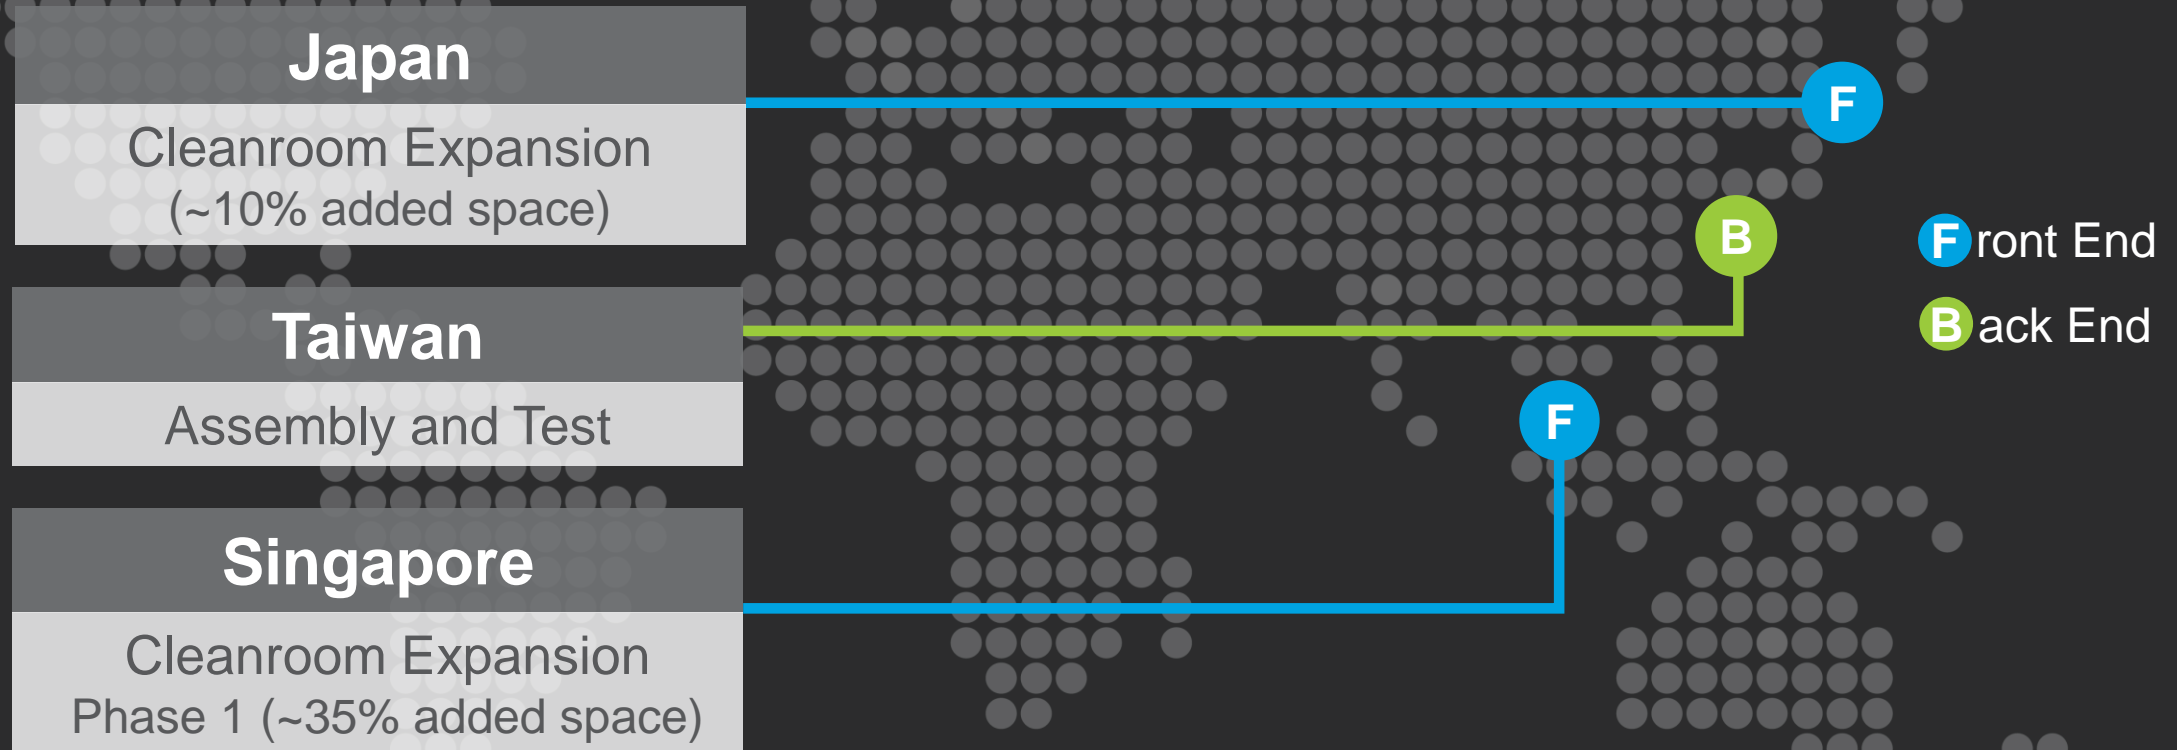 Japan
Cleanroom Expansion
(~10% added space)
Taiwan
Assembly and Test
Singapore
Cleanroom Expansion
Phase 1 (~35% added space)
F
B
F
Front End
Back End